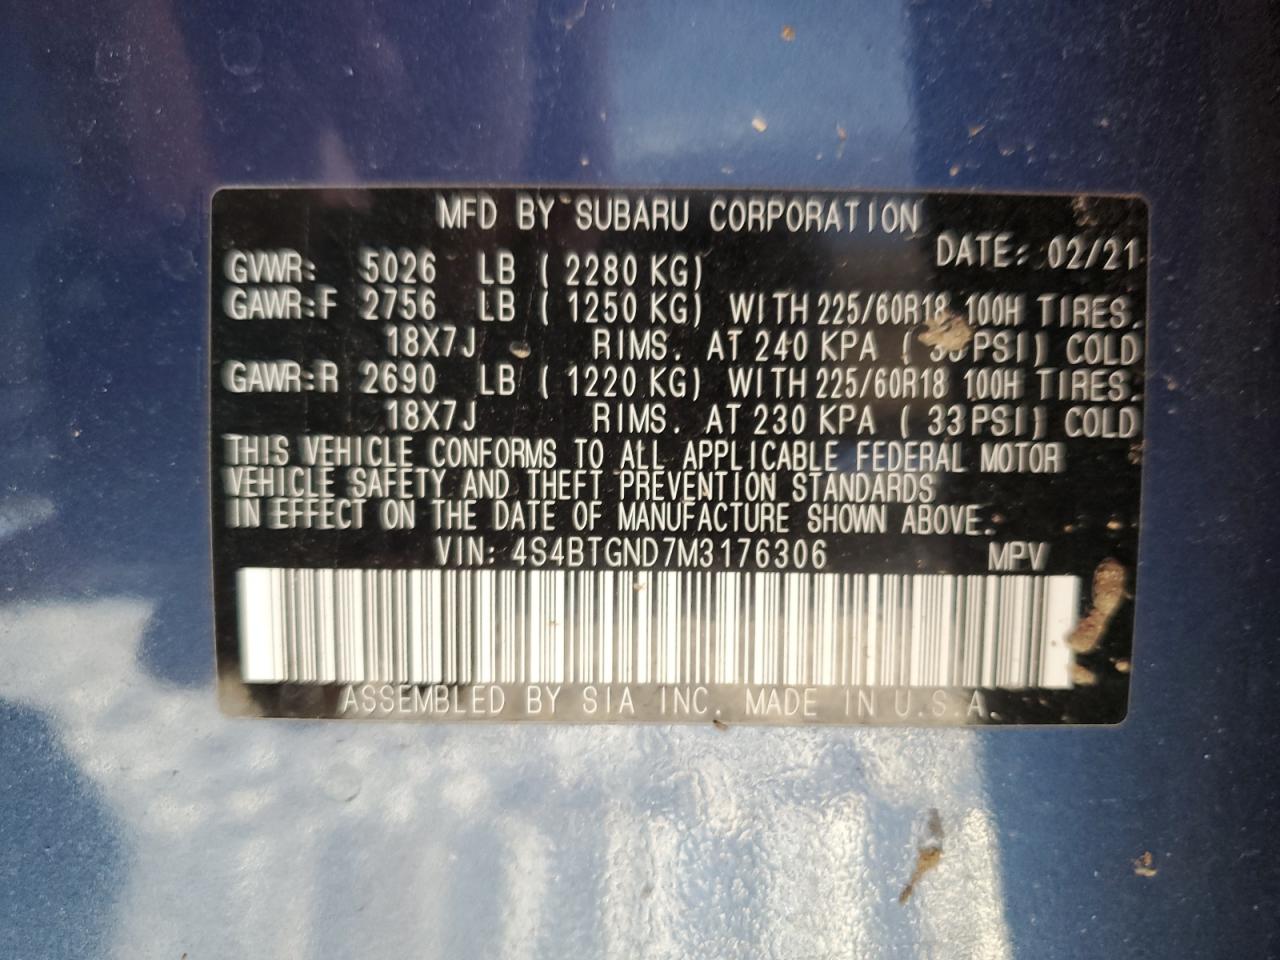 MFD BY SUBARU CORPORATION
DATE: 02/21
GVWR: 5026 LB ( 2280 KG)
GAWR:F 2756 LB ( 1250 KG) WITH 225/60R18 100H TIRES.
18X7J RIMS. AT 240 KPA ( PSI) COLD
GAWR:R 2690 LB ( 1220 KG) WITH 225/60R18 100H TIRES.
18X7J RIMS. AT 230 KPA ( 33 PSI) COLD
THIS VEHICLE CONFORMS TO ALL APPLICABLE FEDERAL MOTOR
VEHICLE SAFETY AND THEFT PREVENTION STANDARDS
IN EFFECT ON THE DATE OF MANUFACTURE SHOWN ABOVE.
VIN: 4S4BTGND7M3176306 MPV
ASSEMBLED BY SIA INC. MADE IN U.S.A.